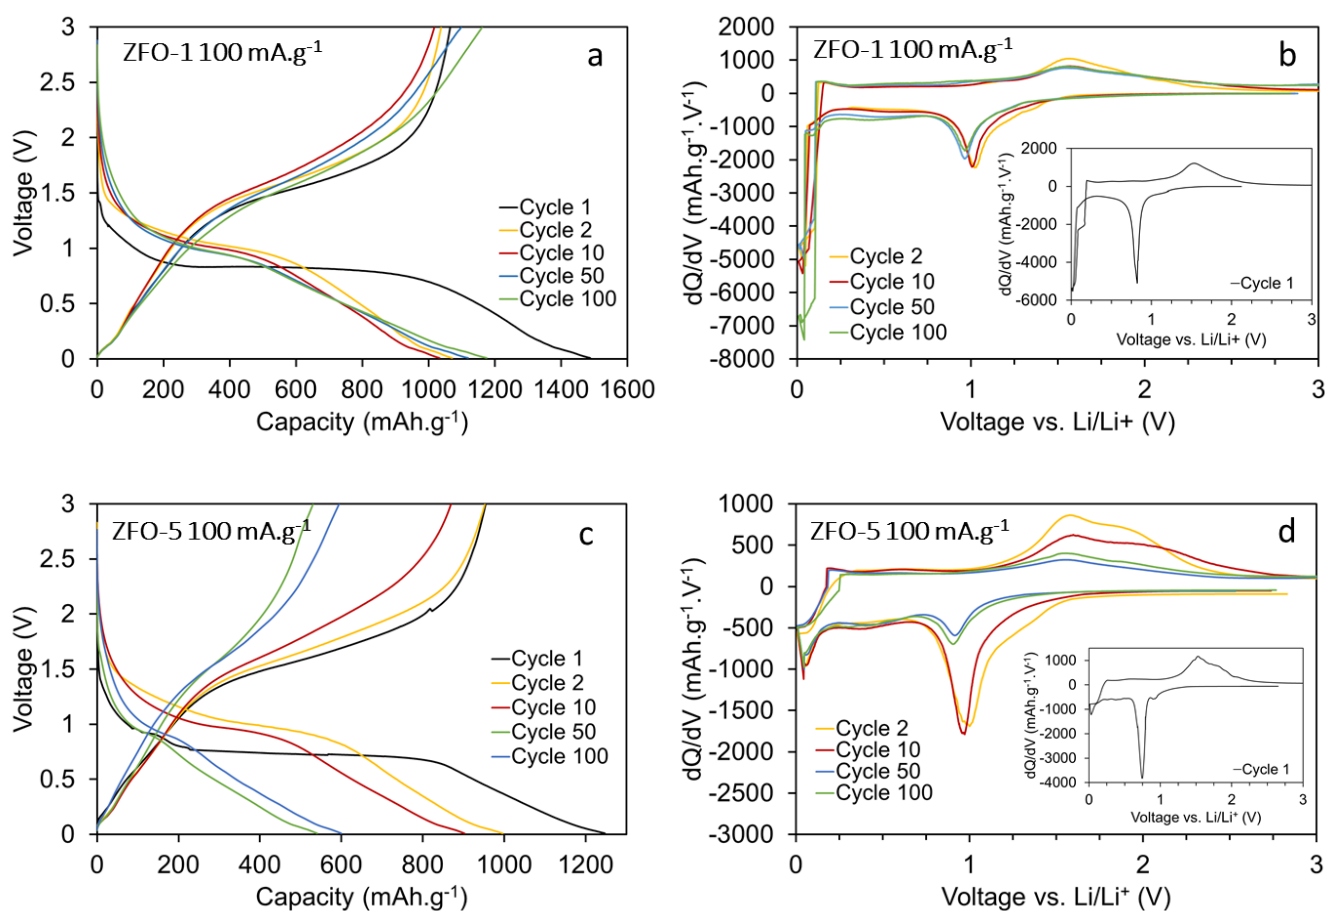 ZFO-1 100 mA.g⁻¹
a
Voltage (V)
3
2.5
2
1.5
1
0.5
0
Cycle 1
Cycle 2
Cycle 10
Cycle 50
Cycle 100
0 200 400 600 800 1000 1200 1400 1600
Capacity (mAh.g⁻¹)
ZFO-1 100 mA.g⁻¹
b
dQ/dV (mAh.g⁻¹.V⁻¹)
2000
1000
0
-1000
-2000
-3000
-4000
-5000
-6000
-7000
-8000
Cycle 2
Cycle 10
Cycle 50
Cycle 100
0 1 2 3
Voltage vs. Li/Li+ (V)
dQ/dV (mAh.g⁻¹.V⁻¹)
2000
0
-2000
-4000
-6000
Cycle 1
0 1 2 3
Voltage vs. Li/Li+ (V)
ZFO-5 100 mA.g⁻¹
c
Voltage (V)
3
2.5
2
1.5
1
0.5
0
Cycle 1
Cycle 2
Cycle 10
Cycle 50
Cycle 100
0 200 400 600 800 1000 1200
Capacity (mAh.g⁻¹)
ZFO-5 100 mA.g⁻¹
d
dQ/dV (mAh.g⁻¹.V⁻¹)
1000
500
0
-500
-1000
-1500
-2000
-2500
-3000
Cycle 2
Cycle 10
Cycle 50
Cycle 100
0 1 2 3
Voltage vs. Li/Li⁺ (V)
dQ/dV (mAh.g⁻¹.V⁻¹)
1000
0
-1000
-2000
-3000
-4000
Cycle 1
0 1 2 3
Voltage vs. Li/Li⁺ (V)